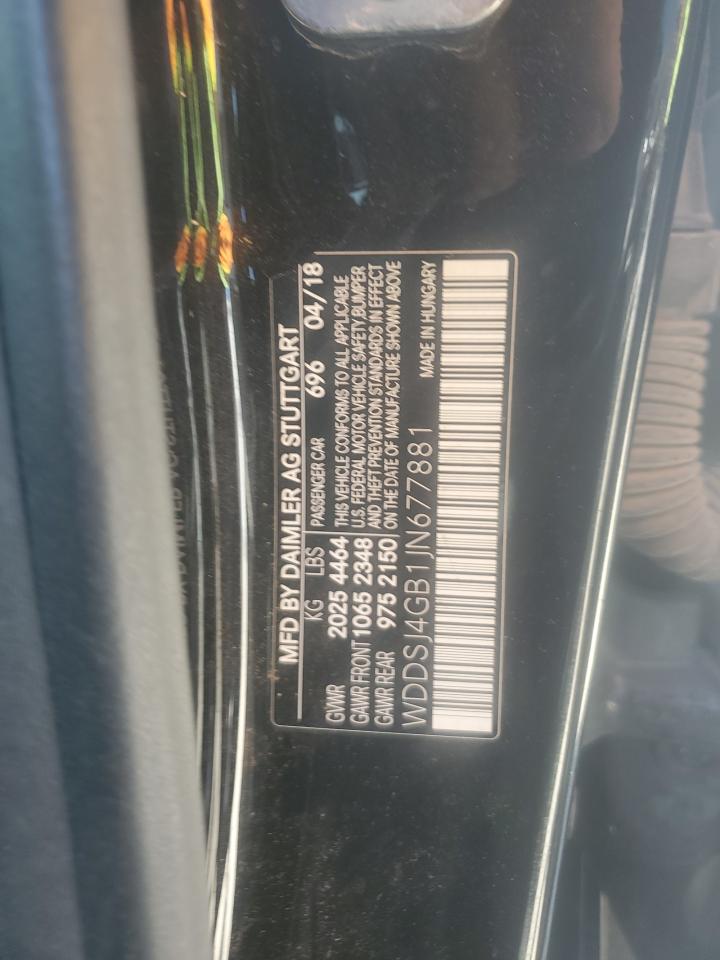 MFD BY DAIMLER AG STUTTGART
KG LBS PASSENGER CAR 696 04/18
GVWR 2025 4464 THIS VEHICLE CONFORMS TO ALL APPLICABLE
GAWR FRONT 1065 2348 U.S. FEDERAL MOTOR VEHICLE SAFETY BUMPER
GAWR REAR 975 2150 AND THEFT PREVENTION STANDARDS IN EFFECT
ON THE DATE OF MANUFACTURE SHOWN ABOVE
WDDSJ4GB1JN677881 MADE IN HUNGARY